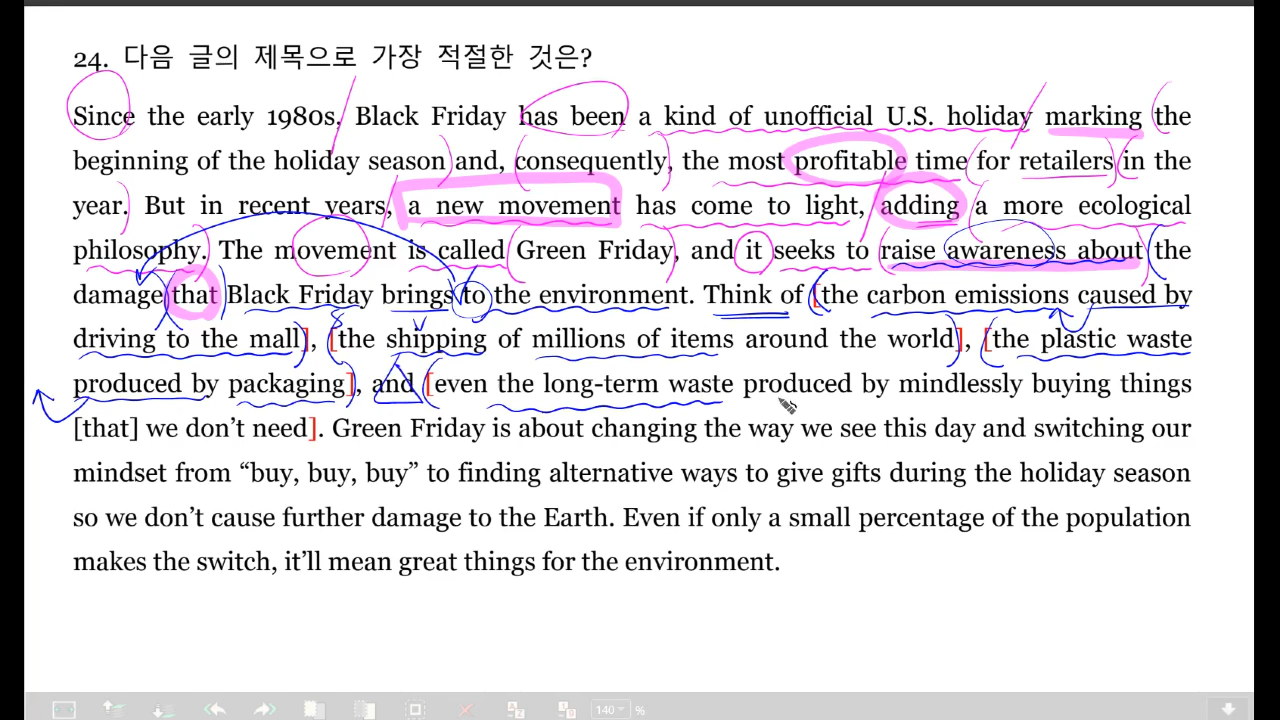 24. 다음 글의 제목으로 가장 적절한 것은?
Since the early 1980s, Black Friday has been a kind of unofficial U.S. holiday marking the
beginning of the holiday season and, consequently, the most profitable time for retailers in the
year. But in recent years, a new movement has come to light, adding a more ecological
philosophy. The movement is called Green Friday, and it seeks to raise awareness about the
damage that Black Friday brings to the environment. Think of [the carbon emissions caused by
driving to the mall], [the shipping of millions of items around the world], [the plastic waste
produced by packaging], and [even the long-term waste produced by mindlessly buying things
[that] we don’t need]. Green Friday is about changing the way we see this day and switching our
mindset from “buy, buy, buy” to finding alternative ways to give gifts during the holiday season
so we don’t cause further damage to the Earth. Even if only a small percentage of the population
makes the switch, it’ll mean great things for the environment.
140 %